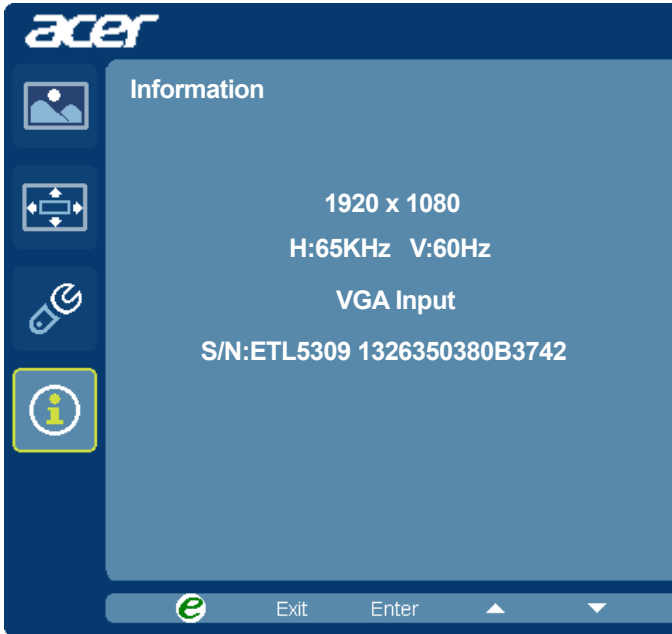 acer
Information
1920 x 1080
H:65KHz V:60Hz
VGA Input
S/N:ETL5309 1326350380B3742
e Exit Enter